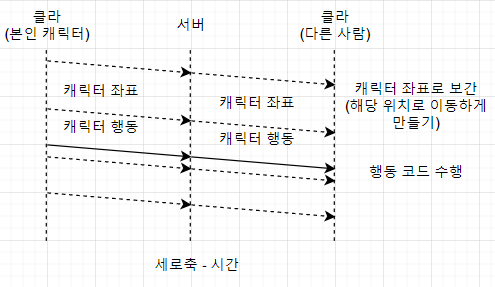 클라
(본인 캐릭터)
서버
클라
(다른 사람)
캐릭터 좌표
캐릭터 좌표
캐릭터 좌표로 보간
(해당 위치로 이동하게
만들기)
캐릭터 행동
캐릭터 행동
행동 코드 수행
세로축 - 시간